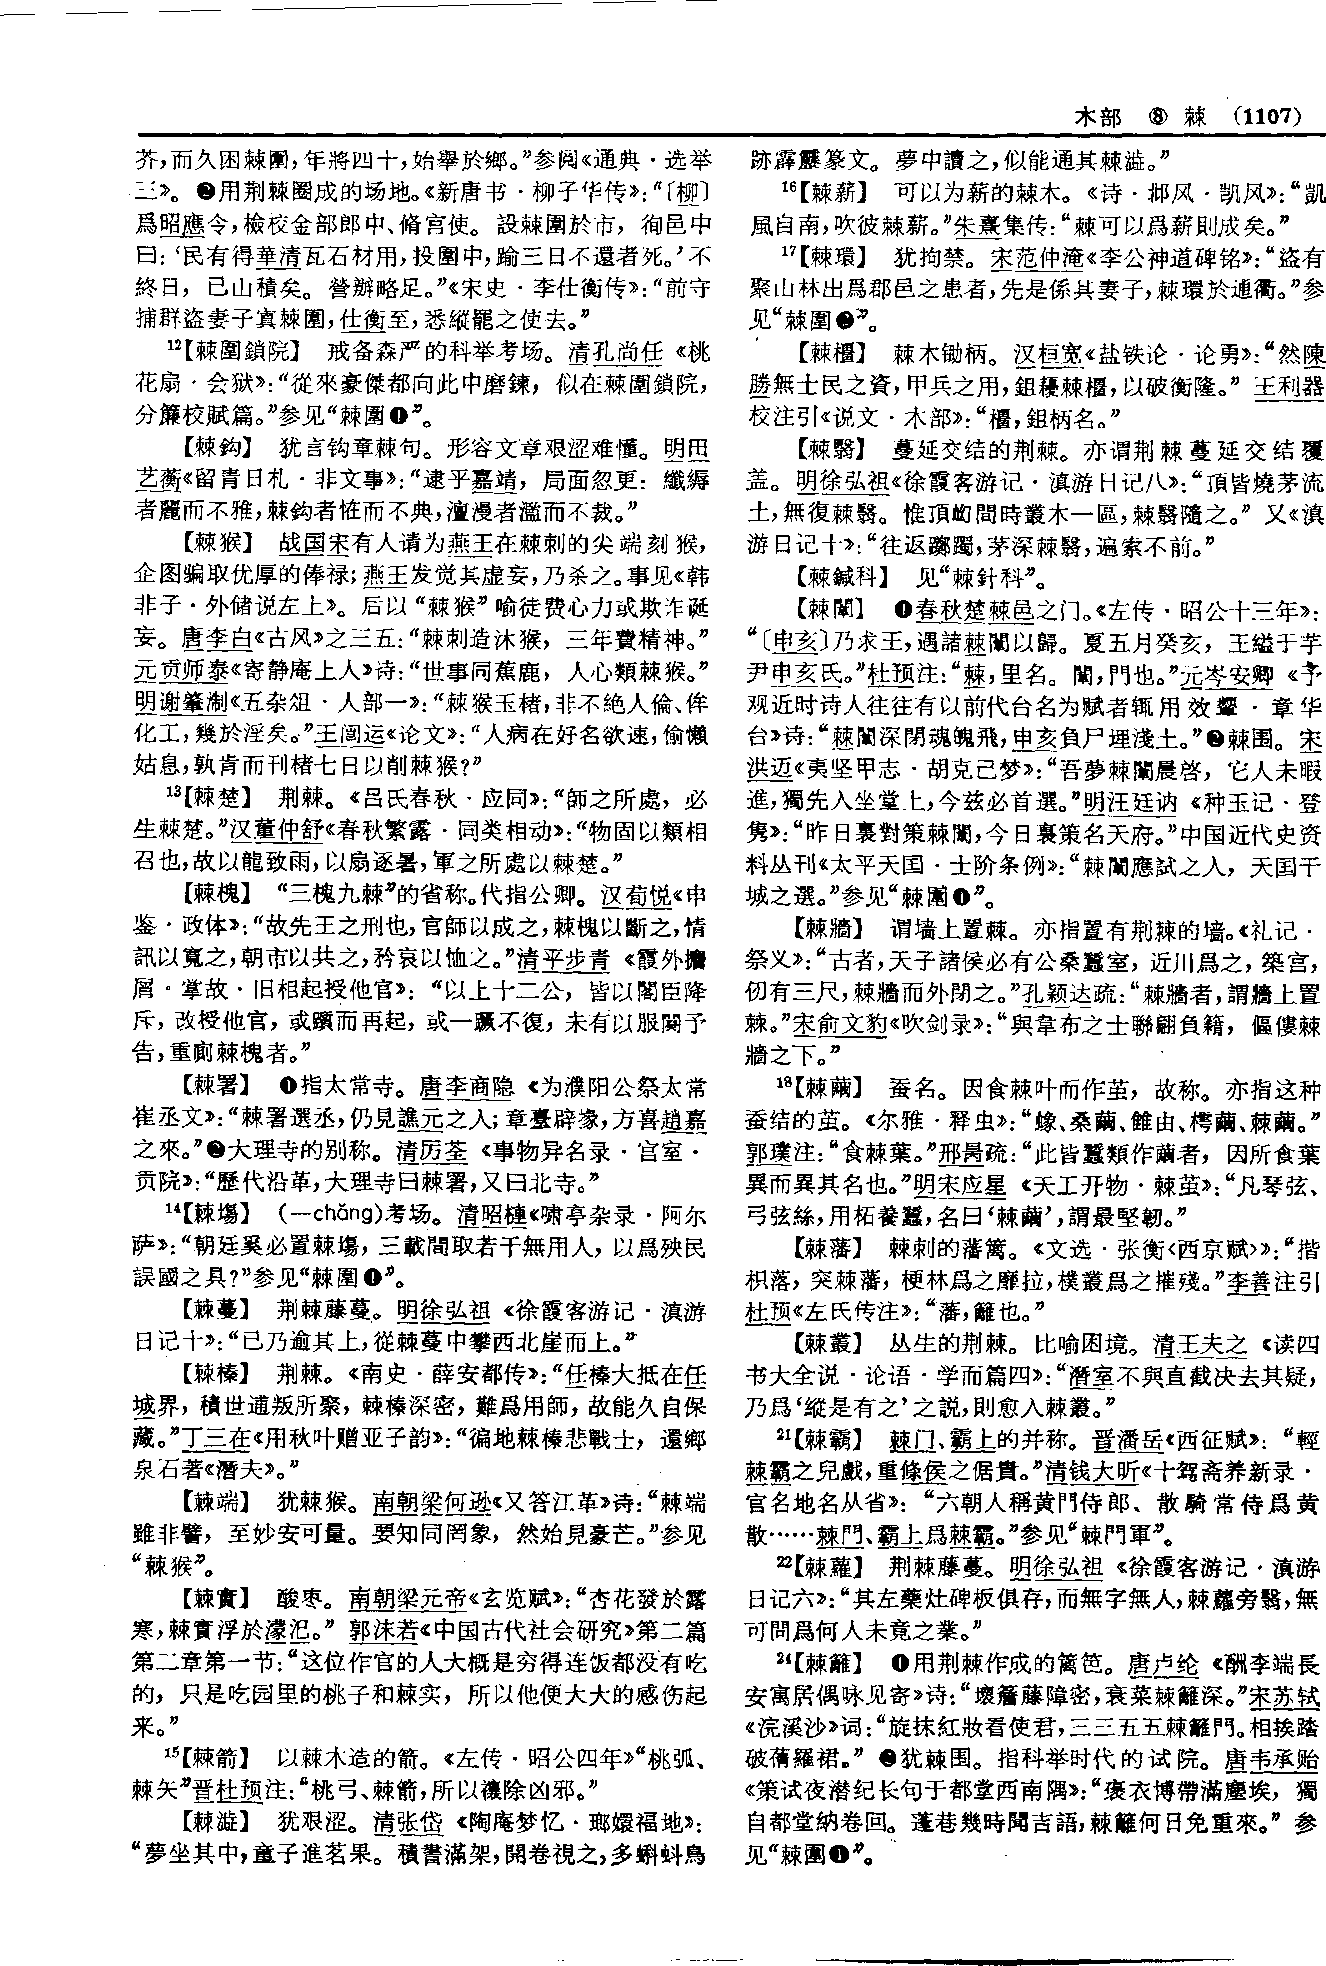 木部 ⑧ 棘 (1107)
芥，而久困棘圍，年將四十，始舉於鄉。”参阅《通典·选举
三》。❷用荆棘圈成的场地。《新唐书·柳子华传》：“〔柳〕
爲昭應令，檢校金部郎中、脩宮使。設棘圍於市，徇邑中
曰：‘民有得華清瓦石材用，投圍中，踰三日不還者死。’不
終日，已山積矣。營辦略足。”《宋史·李仕衡传》：“前守
捕群盗妻子寘棘圍，仕衡至，悉縱罷之使去。”
12【棘圍鎖院】 戒备森严的科举考场。清孔尚任《桃
花扇·会狱》：“從來豪傑都向此中磨鍊，似在棘圍鎖院，
分簾校賦篇。”参见“棘圍❶”。
【棘鈎】 犹言钩章棘句。形容文章艰涩难懂。明田
艺蘅《留青日札·非文事》：“逮乎嘉靖，局面忽更：纖縟
者麗而不雅，棘鈎者恠而不典，澶漫者濫而不裁。”
【棘猴】 战国宋有人请为燕王在棘刺的尖端刻猴，
企图骗取优厚的俸禄；燕王发觉其虚妄，乃杀之。事见《韩
非子·外储说左上》。后以“棘猴”喻徒费心力或欺诈诞
妄。唐李白《古风》之三五：“棘刺造沐猴，三年費精神。”
元贡师泰《寄静庵上人》诗：“世事同蕉鹿，人心類棘猴。”
明谢肇淛《五杂俎·人部一》：“棘猴玉楮，非不絶人倫、侔
化工，幾於淫矣。”王闿运《论文》：“人病在好名欲速，偷懶
姑息，孰肯而刊楮七日以削棘猴？”
13【棘楚】 荆棘。《吕氏春秋·应同》：“師之所處，必
生棘楚。”汉董仲舒《春秋繁露·同类相动》：“物固以類相
召也，故以龍致雨，以扇逐暑，軍之所處以棘楚。”
【棘槐】 “三槐九棘”的省称。代指公卿。汉荀悦《申
鉴·政体》：“故先王之刑也，官師以成之，棘槐以斷之，情
訊以寬之，朝市以共之，矜哀以恤之。”清平步青《霞外攟
屑·掌故·旧相起授他官》：“以上十二公，皆以閣臣降
斥，改授他官，或躓而再起，或一蹶不復，未有以服闋予
告，重廁棘槐者。”
【棘署】 ❶指太常寺。唐李商隐《为濮阳公祭太常
崔丞文》：“棘署選丞，仍見譙元之入；章臺辟掾，方喜趙嘉
之來。”❷大理寺的别称。清厉荃《事物异名录·宫室·
贡院》：“歷代沿革，大理寺曰棘署，又曰北寺。”
14【棘場】 （—chǎng）考场。清昭槤《啸亭杂录·阿尔
萨》：“朝廷奚必置棘場，三載間取若干無用人，以爲殃民
誤國之具？”参见“棘圍❶”。
【棘蔓】 荆棘藤蔓。明徐弘祖《徐霞客游记·滇游
日记十》：“已乃逾其上，從棘蔓中攀西北崖而上。”
【棘榛】 荆棘。《南史·薛安都传》：“任榛大抵在任
城界，積世逋叛所聚，棘榛深密，難爲用師，故能久自保
藏。”丁三在《用秋叶赠亚子韵》：“徧地棘榛悲戰士，還鄉
泉石著《潛夫》。”
【棘端】 犹棘猴。南朝梁何逊《又答江革》诗：“棘端
雖非譬，至妙安可量。要知同罔象，然始見豪芒。”参见
“棘猴”。
【棘實】 酸枣。南朝梁元帝《玄览赋》：“杏花發於露
寒，棘實浮於濛汜。”郭沫若《中国古代社会研究》第二篇
第二章第一节：“这位作官的人大概是穷得连饭都没有吃
的，只是吃园里的桃子和棘实，所以他便大大的感伤起
来。”
15【棘箭】 以棘木造的箭。《左传·昭公四年》“桃弧、
棘矢”晋杜预注：“桃弓、棘箭，所以禳除凶邪。”
【棘澁】 犹艰涩。清张岱《陶庵梦忆·瑯嬛福地》：
“夢坐其中，童子進茗果。積書滿架，開卷視之，多蝌蚪鳥
跡霹靂篆文。夢中讀之，似能通其棘澁。”
16【棘薪】 可以为薪的棘木。《诗·邶风·凯风》：“凱
風自南，吹彼棘薪。”朱熹集传：“棘可以爲薪則成矣。”
17【棘環】 犹拘禁。宋范仲淹《李公神道碑铭》：“盜有
聚山林出爲郡邑之患者，先是係其妻子，棘環於通衢。”参
见“棘圍❷”。
【棘櫃】 棘木锄柄。汉桓宽《盐铁论·论勇》：“然陳
勝無士民之資，甲兵之用，鉏櫌棘橿，以破衡隆。”王利器
校注引《说文·木部》：“橿，鉏柄名。”
【棘翳】 蔓延交结的荆棘。亦谓荆棘蔓延交结覆
盖。明徐弘祖《徐霞客游记·滇游日记八》：“頂皆燒茅流
土，無復棘翳。惟頂㘭間時叢木一區，棘翳隨之。”又《滇
游日记十》：“往返躑躅，茅深棘翳，遍索不前。”
【棘鍼科】 见“棘針科”。
【棘闈】 ❶春秋楚棘邑之门。《左传·昭公十三年》：
“〔申亥〕乃求王，遇諸棘闈以歸。夏五月癸亥，王縊于芋
尹申亥氏。”杜预注：“棘，里名。闈，門也。”元岑安卿《予
观近时诗人往往有以前代台名为赋者辄用效颦·章华
台》诗：“棘闈深閉魂魄飛，申亥負尸埋淺土。”❷棘围。宋
洪迈《夷坚甲志·胡克己梦》：“吾夢棘闈晨啓，它人未暇
進，獨先入坐堂上，今兹必首選。”明汪廷讷《种玉记·登
隽》：“昨日裏對策棘闈，今日裏策名天府。”中国近代史资
料丛刊《太平天国·士阶条例》：“棘闈應試之人，天国干
城之選。”参见“棘圍❶”。
【棘牆】 谓墙上置棘。亦指置有荆棘的墙。《礼记·
祭义》：“古者，天子諸侯必有公桑蠶室，近川爲之，築宮，
仞有三尺，棘牆而外閉之。”孔颖达疏：“棘牆者，謂牆上置
棘。”宋俞文豹《吹剑录》：“與韋布之士聯翩負籍，傴僂棘
牆之下。”
18【棘繭】 蚕名。因食棘叶而作茧，故称。亦指这种
蚕结的茧。《尔雅·释虫》：“蟓、桑繭、雔由、樗繭、棘繭。”
郭璞注：“食棘葉。”邢昺疏：“此皆蠶類作繭者，因所食葉
異而異其名也。”明宋应星《天工开物·棘茧》：“凡琴弦、
弓弦絲，用柘養蠶，名曰‘棘繭’，謂最堅韌。”
【棘藩】 棘刺的藩篱。《文选·张衡〈西京赋〉》：“揩
枳落，突棘藩，梗林爲之靡拉，樸叢爲之摧殘。”李善注引
杜预《左氏传注》：“藩，籬也。”
【棘叢】 丛生的荆棘。比喻困境。清王夫之《读四
书大全说·论语·学而篇四》：“潛室不與直截决去其疑，
乃爲‘縱是有之’之説，則愈入棘叢。”
21【棘霸】 棘门、霸上的并称。晋潘岳《西征赋》：“輕
棘霸之兒戲，重條侯之倨貴。”清钱大昕《十驾斋养新录·
官名地名从省》：“六朝人稱黄門侍郎、散騎常侍爲黄
散……棘門、霸上爲棘霸。”参见“棘門軍”。
22【棘蘿】 荆棘藤蔓。明徐弘祖《徐霞客游记·滇游
日记六》：“其左藥灶碑板俱存，而無字無人，棘蘿旁翳，無
可問爲何人未竟之業。”
24【棘籬】 ❶用荆棘作成的篱笆。唐卢纶《酬李端長
安寓居偶咏见寄》诗：“壞簷藤障密，衰菜棘籬深。”宋苏轼
《浣溪沙》词：“旋抹紅妝看使君，三三五五棘籬門。相挨踏
破蒨羅裙。”❷犹棘围。指科举时代的试院。唐韦承贻
《策试夜潜纪长句于都堂西南隅》：“褒衣博帶滿塵埃，獨
自都堂納卷回。蓬巷幾時聞吉語，棘籬何日免重來。”参
见“棘圍❶”。